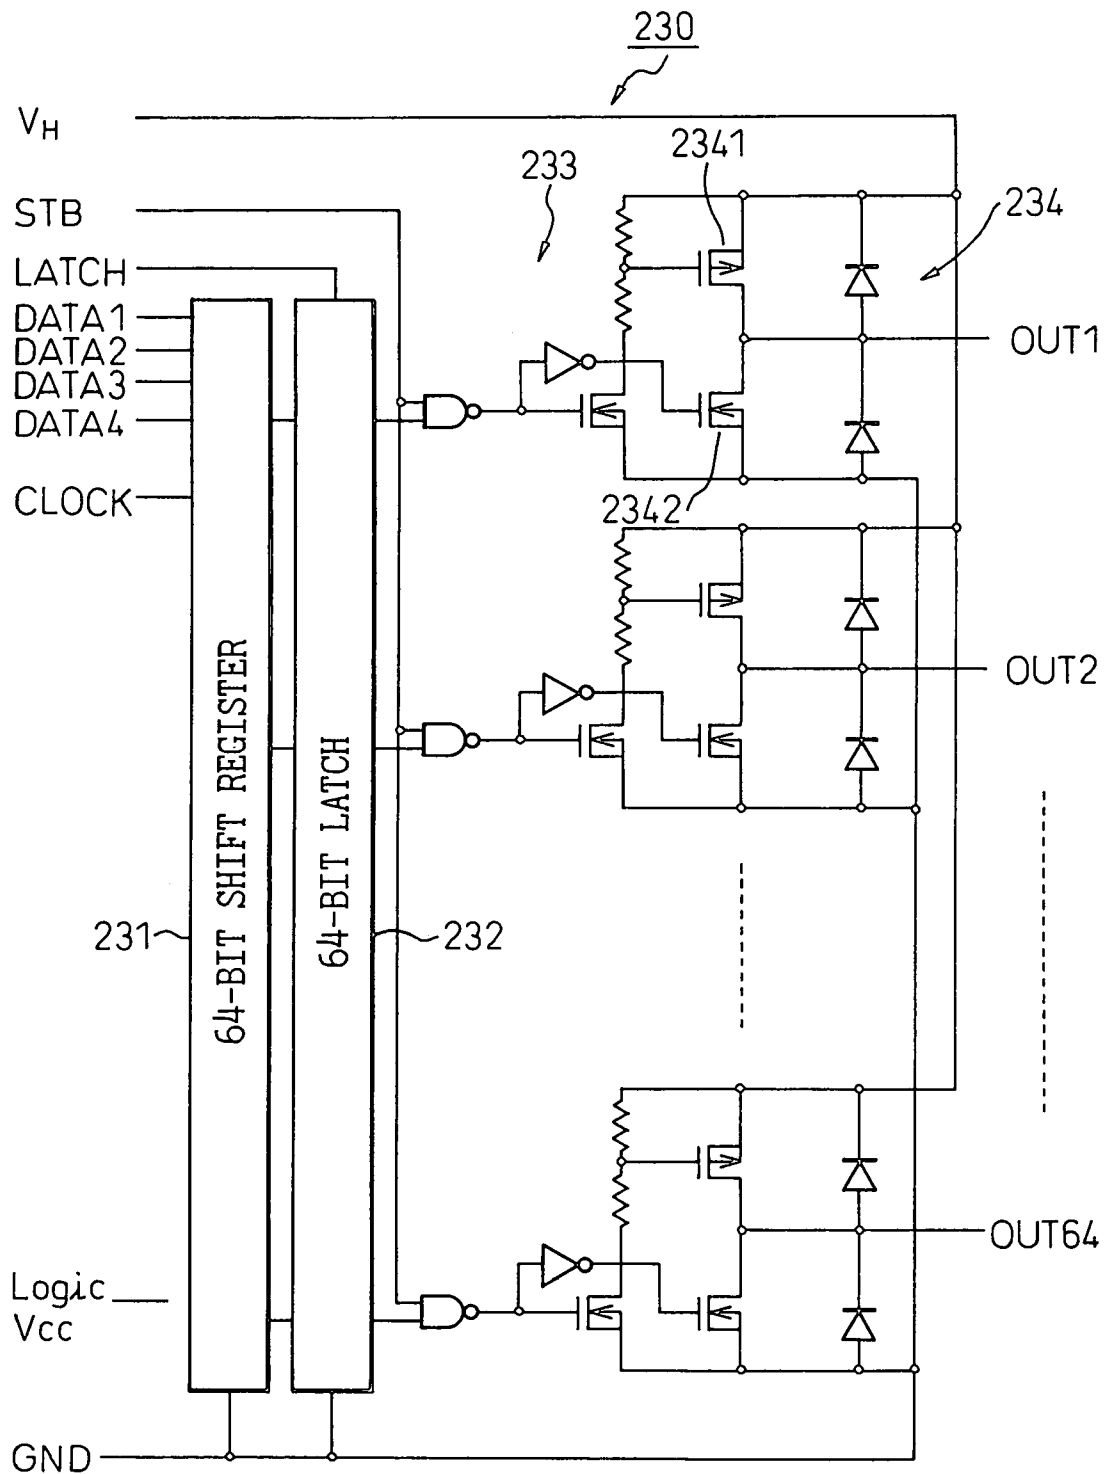 230
VH
2341
233
STB
234
LATCH
DATA1
DATA2
DATA3
DATA4
OUT1
CLOCK
2342
OUT2
64-BIT SHIFT REGISTER
64-BIT LATCH
231
232
OUT64
Logic
Vcc
GND